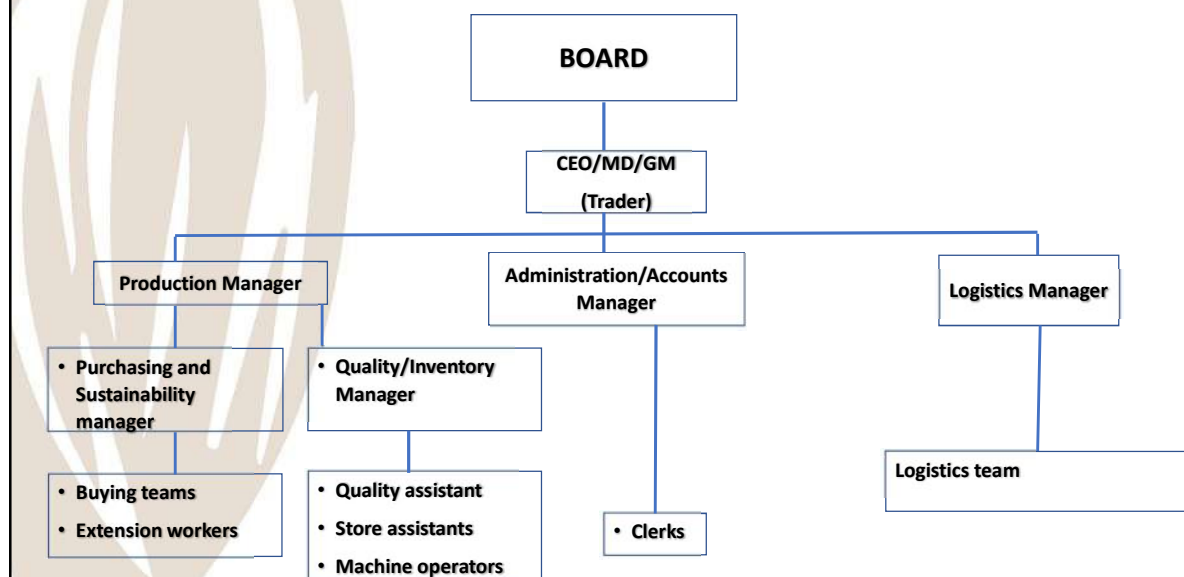 BOARD
CEO/MD/GM
(Trader)
Production Manager
Administration/Accounts
Manager
Logistics Manager
• Purchasing and
Sustainability
manager
• Quality/Inventory
Manager
• Buying teams
• Extension workers
• Quality assistant
• Store assistants
• Machine operators
• Clerks
Logistics team